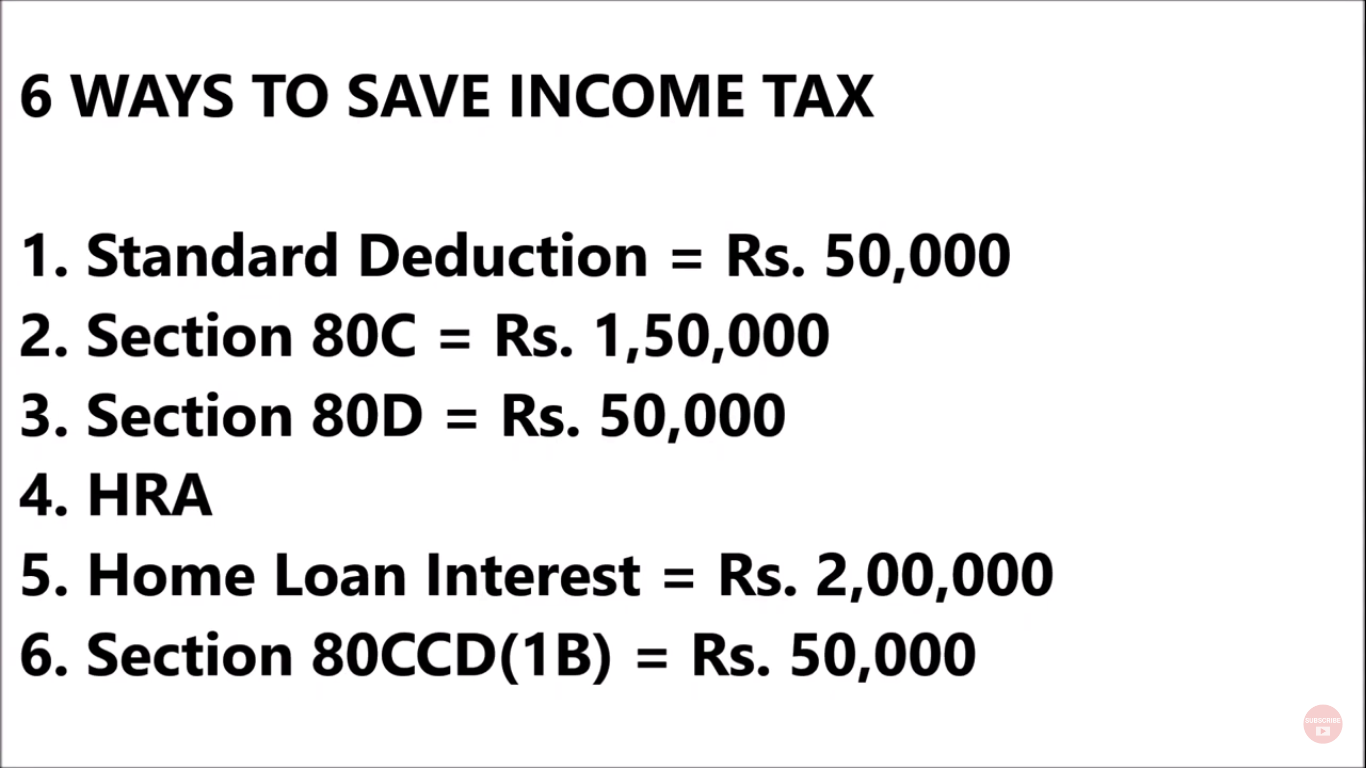 6 WAYS TO SAVE INCOME TAX
1. Standard Deduction = Rs. 50,000
2. Section 80C = Rs. 1,50,000
3. Section 80D = Rs. 50,000
4. HRA
5. Home Loan Interest = Rs. 2,00,000
6. Section 80CCD(1B) = Rs. 50,000
SUBSCRIBE